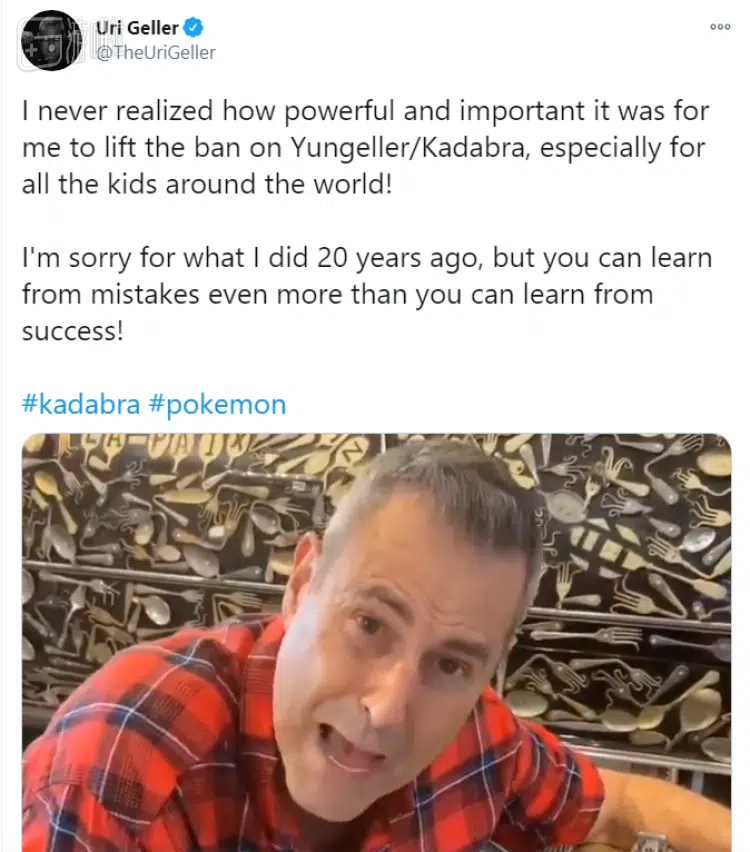 Uri Geller
@TheUriGeller
I never realized how powerful and important it was for
me to lift the ban on Yungeller/Kadabra, especially for
all the kids around the world!
I'm sorry for what I did 20 years ago, but you can learn
from mistakes even more than you can learn from
success!
#kadabra #pokemon